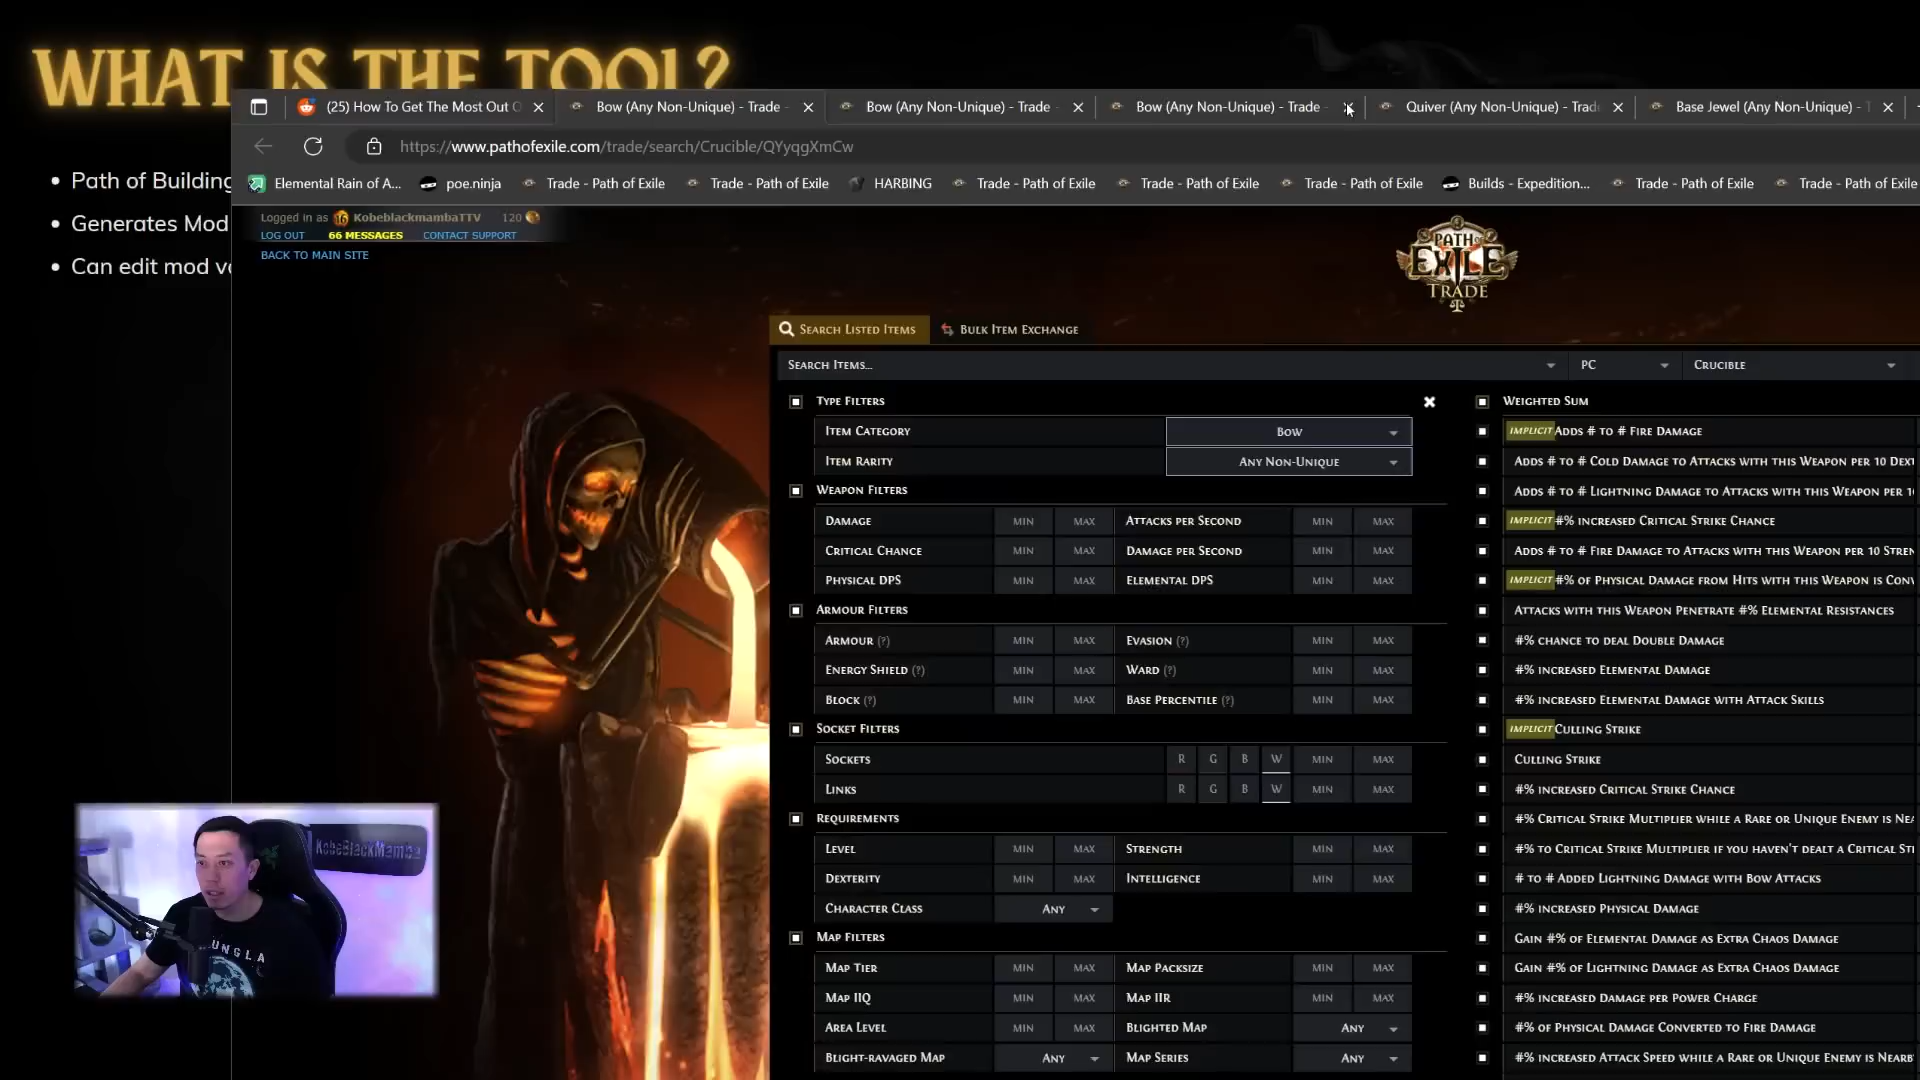 WHAT IS THE TOOL?
Path of Building
Generates Mod
Can edit mod
(25) How To Get The Most Out O
Bow (Any Non-Unique) - Trade
Bow (Any Non-Unique) - Trade
Bow (Any Non-Unique) - Trade
Quiver (Any Non-Unique) - Trade
Base Jewel (Any Non-Unique) - T
https://www.pathofexile.com/trade/search/Crucible/QYyqgXmCw
Elemental Rain of A...
poe.ninja
Trade - Path of Exile
Trade - Path of Exile
HARBING
Trade - Path of Exile
Trade - Path of Exile
Trade - Path of Exile
Builds - Expedition...
Trade - Path of Exile
Trade - Path of Exile
Logged in as KobeblackmambaTTV 120
LOG OUT 66 MESSAGES CONTACT SUPPORT
BACK TO MAIN SITE
PATH OF EXILE TRADE
SEARCH LISTED ITEMS BULK ITEM EXCHANGE
SEARCH ITEMS... PC CRUCIBLE
TYPE FILTERS
ITEM CATEGORY BOW
ITEM RARITY ANY NON-UNIQUE
WEAPON FILTERS
DAMAGE MIN MAX ATTACKS PER SECOND MIN MAX
CRITICAL CHANCE MIN MAX DAMAGE PER SECOND MIN MAX
PHYSICAL DPS MIN MAX ELEMENTAL DPS MIN MAX
ARMOUR FILTERS
ARMOUR (?) MIN MAX EVASION (?) MIN MAX
ENERGY SHIELD (?) MIN MAX WARD (?) MIN MAX
BLOCK (?) MIN MAX BASE PERCENTILE (?) MIN MAX
SOCKET FILTERS
SOCKETS R G B W MIN MAX
LINKS R G B W MIN MAX
REQUIREMENTS
LEVEL MIN MAX STRENGTH MIN MAX
DEXTERITY MIN MAX INTELLIGENCE MIN MAX
CHARACTER CLASS ANY
MAP FILTERS
MAP TIER MIN MAX MAP PACKSIZE MIN MAX
MAP IIQ MIN MAX MAP IIR MIN MAX
AREA LEVEL MIN MAX BLIGHTED MAP ANY
BLIGHT-RAVAGED MAP ANY MAP SERIES ANY
WEIGHTED SUM
IMPLICIT ADDS # TO # FIRE DAMAGE
ADDS # TO # COLD DAMAGE TO ATTACKS WITH THIS WEAPON PER 10 DEXT
ADDS # TO # LIGHTNING DAMAGE TO ATTACKS WITH THIS WEAPON PER 1
IMPLICIT #% INCREASED CRITICAL STRIKE CHANCE
ADDS # TO # FIRE DAMAGE TO ATTACKS WITH THIS WEAPON PER 10 STREN
IMPLICIT #% OF PHYSICAL DAMAGE FROM HITS WITH THIS WEAPON IS CONV
ATTACKS WITH THIS WEAPON PENETRATE #% ELEMENTAL RESISTANCES
#% CHANCE TO DEAL DOUBLE DAMAGE
#% INCREASED ELEMENTAL DAMAGE
#% INCREASED ELEMENTAL DAMAGE WITH ATTACK SKILLS
IMPLICIT CULLING STRIKE
CULLING STRIKE
#% INCREASED CRITICAL STRIKE CHANCE
#% CRITICAL STRIKE MULTIPLIER WHILE A RARE OR UNIQUE ENEMY IS NEA
#% TO CRITICAL STRIKE MULTIPLIER IF YOU HAVEN'T DEALT A CRITICAL ST
# TO # ADDED LIGHTNING DAMAGE WITH BOW ATTACKS
#% INCREASED PHYSICAL DAMAGE
GAIN #% OF ELEMENTAL DAMAGE AS EXTRA CHAOS DAMAGE
GAIN #% OF LIGHTNING DAMAGE AS EXTRA CHAOS DAMAGE
#% INCREASED DAMAGE PER POWER CHARGE
#% OF PHYSICAL DAMAGE CONVERTED TO FIRE DAMAGE
#% INCREASED ATTACK SPEED WHILE A RARE OR UNIQUE ENEMY IS NEARB
KobeBlackMamba
UNGLA